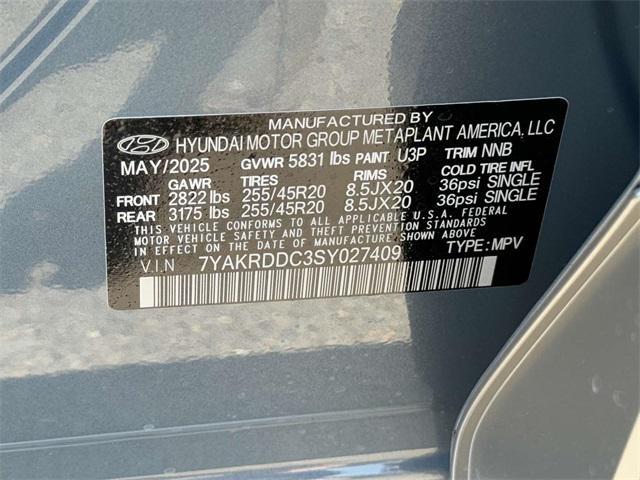 MANUFACTURED BY
HYUNDAI MOTOR GROUP METAPLANT AMERICA, LLC
MAY/2025 GVWR 5831 lbs PAINT U3P TRIM NNB
GAWR TIRES RIMS COLD TIRE INFL
FRONT 2822 lbs 255/45R20 8.5JX20 36psi SINGLE
REAR 3175 lbs 255/45R20 8.5JX20 36psi SINGLE
THIS VEHICLE CONFORMS TO ALL APPLICABLE U.S.A. FEDERAL
MOTOR VEHICLE SAFETY, BUMPER, AND THEFT PREVENTION STANDARDS
IN EFFECT ON THE DATE OF MANUFACTURE SHOWN ABOVE.
V.I.N 7YAKRDDC3SY027409 TYPE: MPV